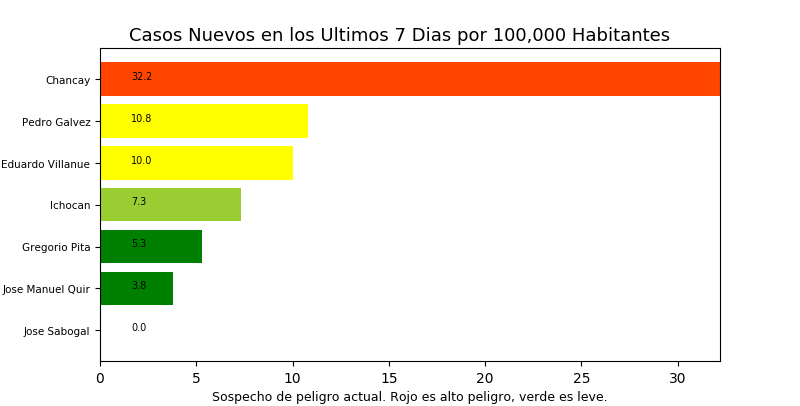 Casos Nuevos en los Ultimos 7 Dias por 100,000 Habitantes
Chancay 32.2
Pedro Galvez 10.8
Eduardo Villanue 10.0
Ichocan 7.3
Gregorio Pita 5.3
Jose Manuel Quir 3.8
Jose Sabogal 0.0
0 5 10 15 20 25 30
Sospecho de peligro actual. Rojo es alto peligro, verde es leve.